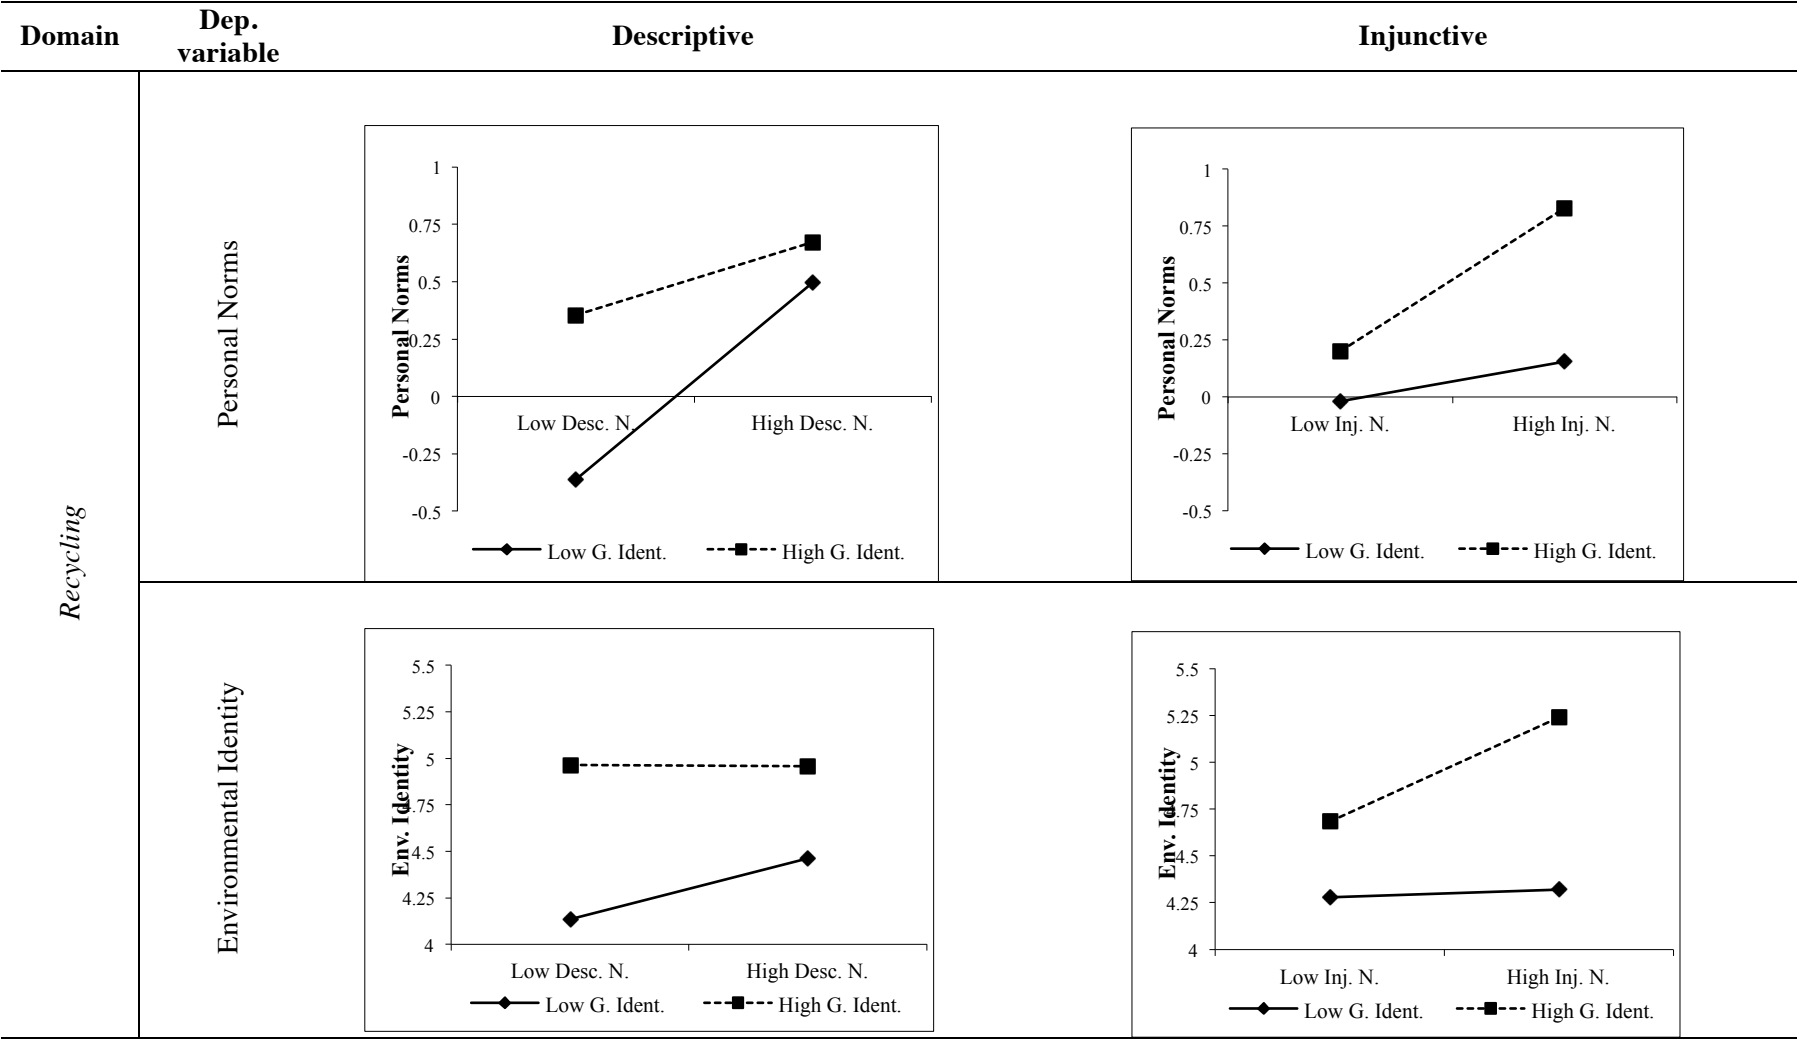 Domain
Dep.
variable
Descriptive
Injunctive
Recycling
Personal Norms
Personal Norms
1
0.75
0.5
0.25
0
-0.25
-0.5
Low Desc. N.
High Desc. N.
Low G. Ident.
High G. Ident.
Personal Norms
1
0.75
0.5
0.25
0
-0.25
-0.5
Low Inj. N.
High Inj. N.
Low G. Ident.
High G. Ident.
Environmental Identity
Env. Identity
5.5
5.25
5
4.75
4.5
4.25
4
Low Desc. N.
High Desc. N.
Low G. Ident.
High G. Ident.
Env. Identity
5.5
5.25
5
4.75
4.5
4.25
4
Low Inj. N.
High Inj. N.
Low G. Ident.
High G. Ident.